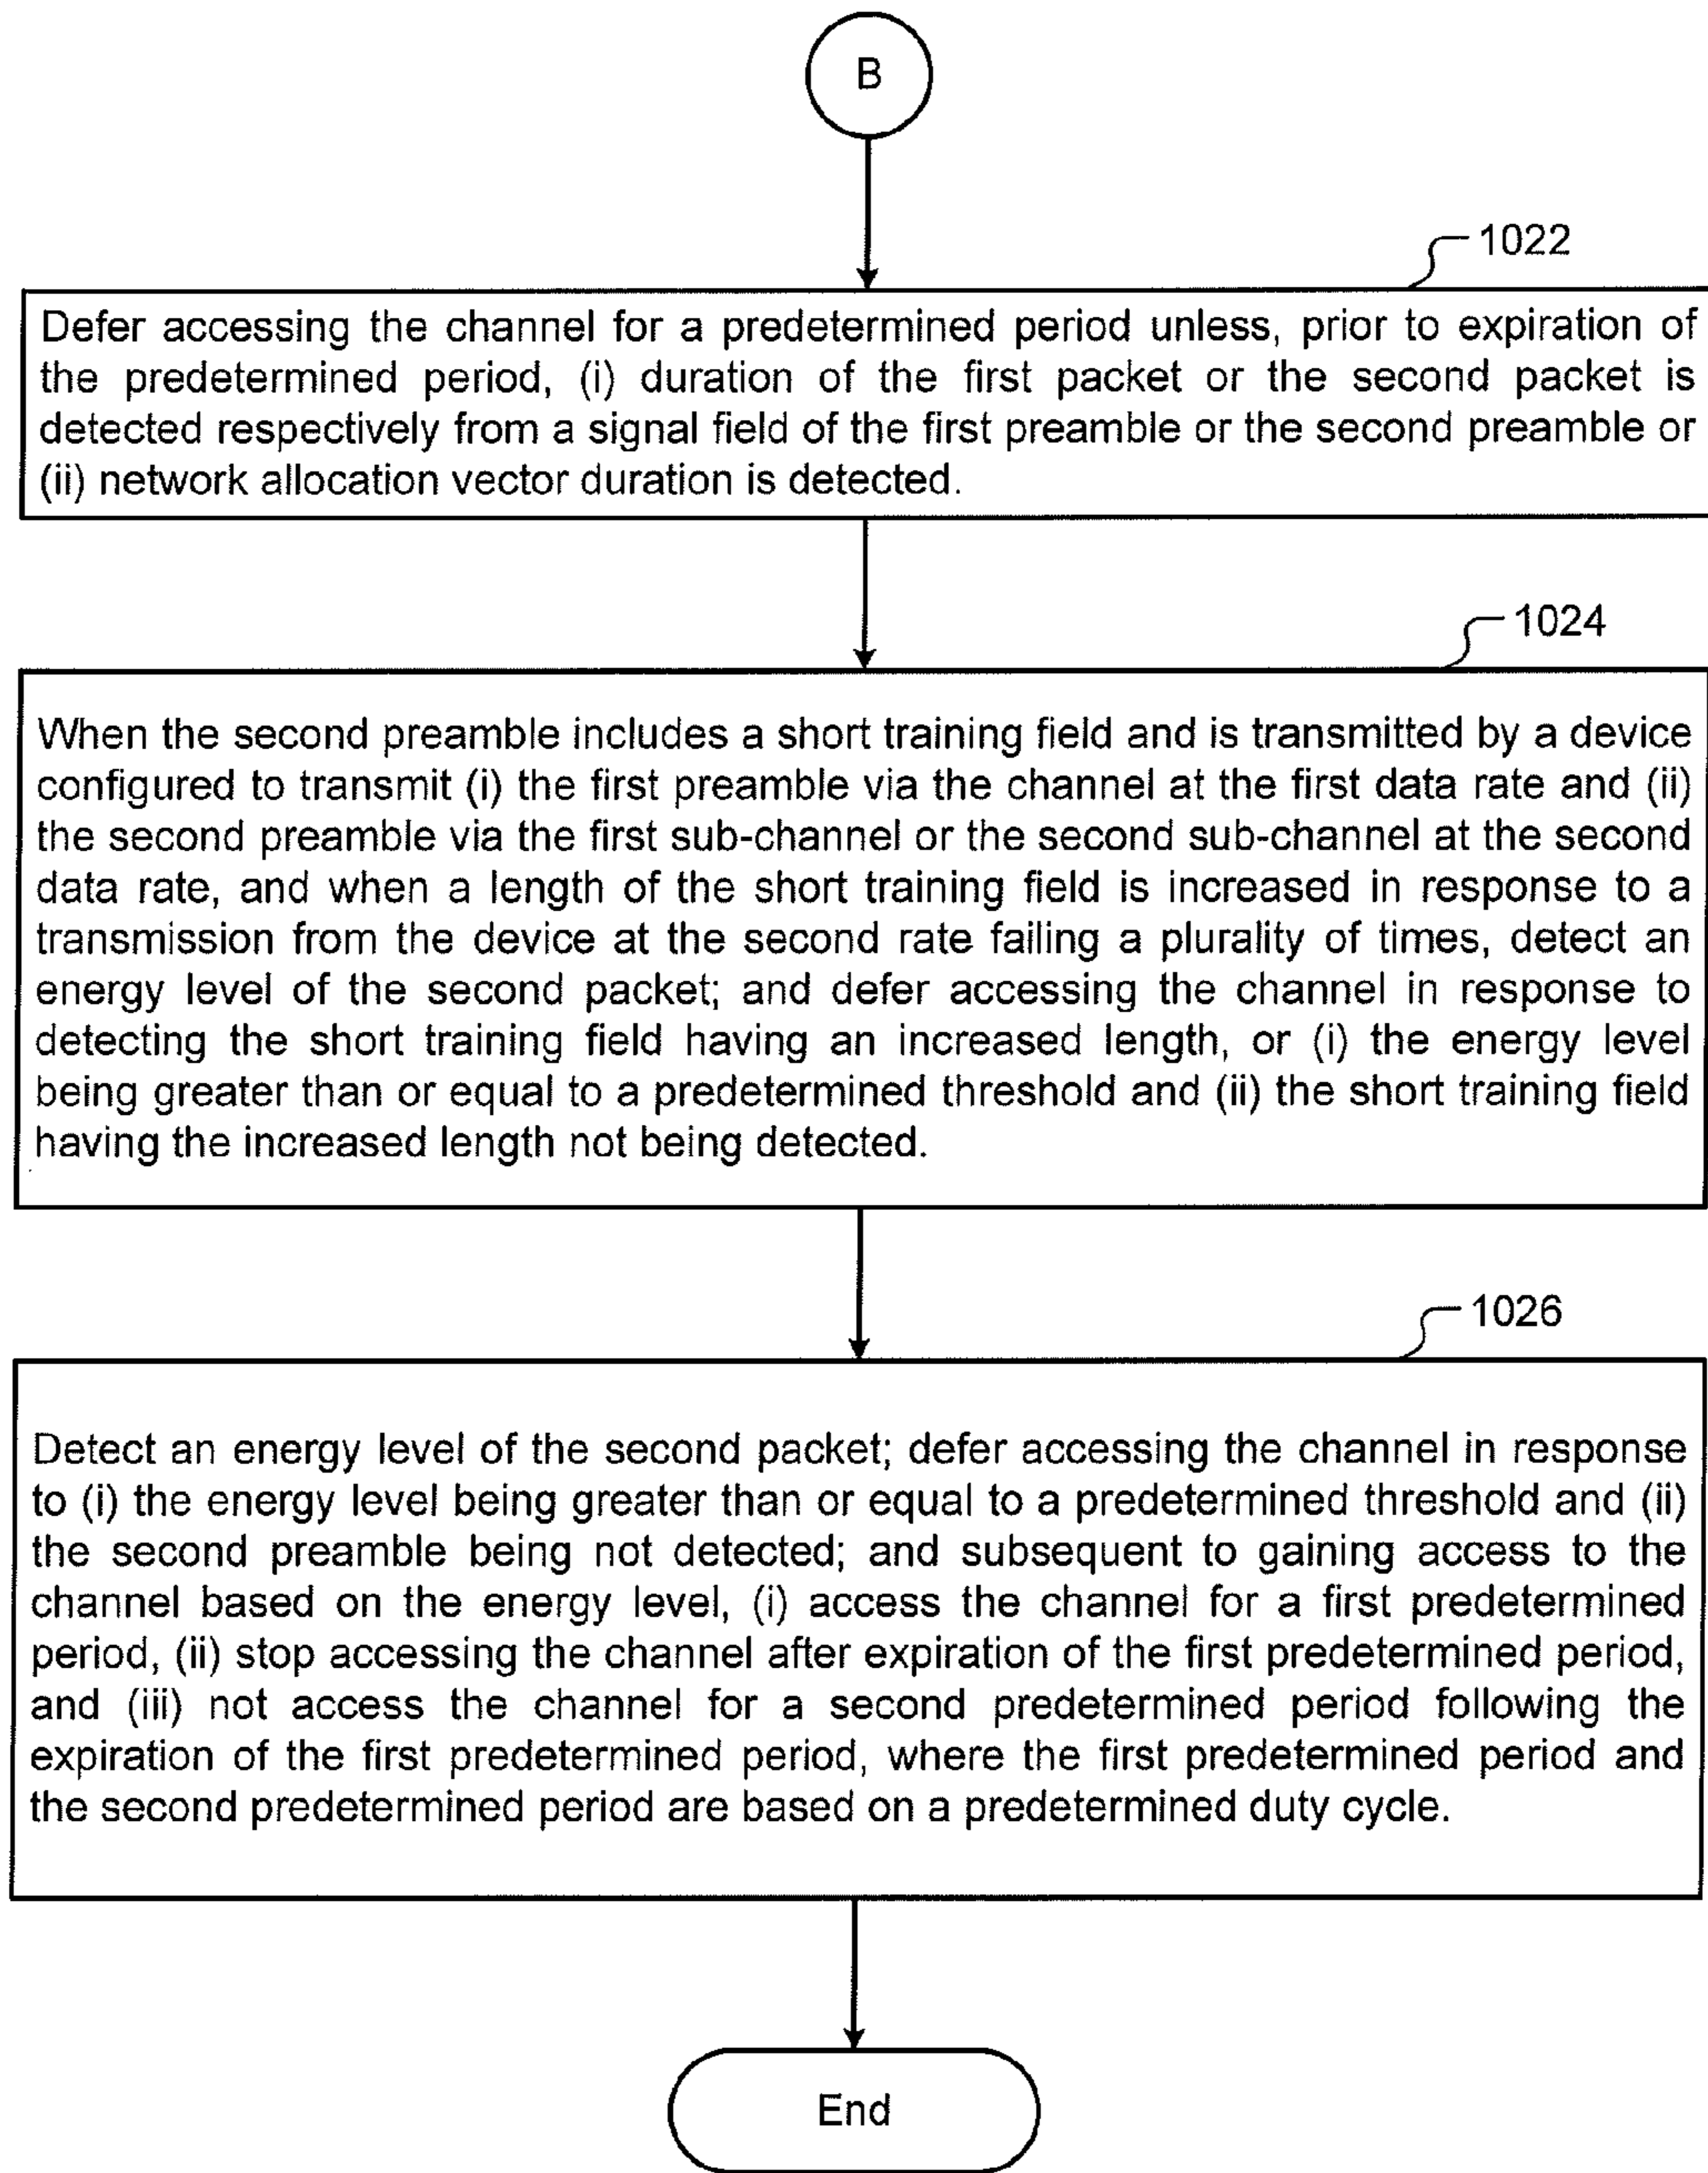 B
1022
Defer accessing the channel for a predetermined period unless, prior to expiration of
the predetermined period, (i) duration of the first packet or the second packet is
detected respectively from a signal field of the first preamble or the second preamble or
(ii) network allocation vector duration is detected.
1024
When the second preamble includes a short training field and is transmitted by a device
configured to transmit (i) the first preamble via the channel at the first data rate and (ii)
the second preamble via the first sub-channel or the second sub-channel at the second
data rate, and when a length of the short training field is increased in response to a
transmission from the device at the second rate failing a plurality of times, detect an
energy level of the second packet; and defer accessing the channel in response to
detecting the short training field having an increased length, or (i) the energy level
being greater than or equal to a predetermined threshold and (ii) the short training field
having the increased length not being detected.
1026
Detect an energy level of the second packet; defer accessing the channel in response
to (i) the energy level being greater than or equal to a predetermined threshold and (ii)
the second preamble being not detected; and subsequent to gaining access to the
channel based on the energy level, (i) access the channel for a first predetermined
period, (ii) stop accessing the channel after expiration of the first predetermined period,
and (iii) not access the channel for a second predetermined period following the
expiration of the first predetermined period, where the first predetermined period and
the second predetermined period are based on a predetermined duty cycle.
End